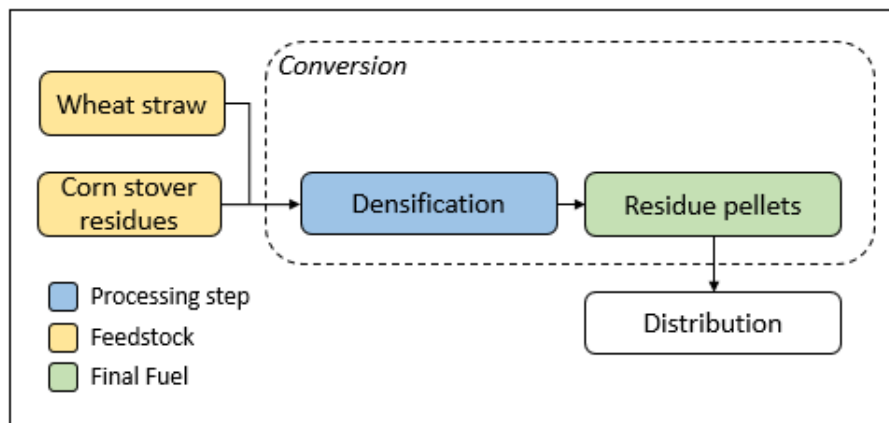 Conversion
Wheat straw
Corn stover
residues
Densification
Residue pellets
Distribution
Processing step
Feedstock
Final Fuel